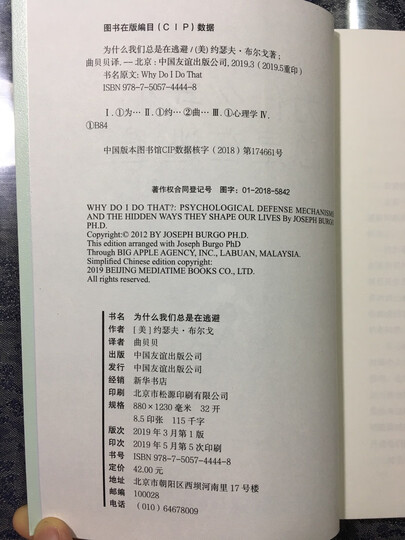 图书在版编目(CIP)数据
为什么我们总是在逃避/(美)约瑟夫·布尔戈著;
曲贝贝译. — 北京:中国友谊出版公司, 2019.3 (2019.5重印)
书名原文: Why Do I Do That
ISBN 978-7-5057-4444-8
Ⅰ.①为… Ⅱ.①约… ②曲… Ⅲ.①心理学 Ⅳ.
①B84
中国版本图书馆CIP数据核字(2018)第174661号
著作权合同登记号 图字:01-2018-5842
WHY DO I DO THAT?: PSYCHOLOGICAL DEFENSE MECHANISMS
AND THE HIDDEN WAYS THEY SHAPE OUR LIVES By JOSEPH BURGO
PH.D.
Copyright:© 2012 BY JOSEPH BURGO PH.D.
This edition arranged with Joseph Burgo PhD
Through BIG APPLE AGENCY, INC., LABUAN, MALAYSIA.
Simplified Chinese edition copyright:
2019 BEIJING MEDIATIME BOOKS CO., LTD.
All rights reserved.
书名 为什么我们总是在逃避
作者 [美]约瑟夫·布尔戈
译者 曲贝贝
出版 中国友谊出版公司
发行 中国友谊出版公司
经销 新华书店
印刷 北京市松源印刷有限公司
规格 880×1230毫米 32开
8.5印张 115千字
版次 2019年3月第1版
印次 2019年5月第5次印刷
书号 ISBN 978-7-5057-4444-8
定价 42.00元
地址 北京市朝阳区西坝河南里17号楼
邮编 100028
电话 (010) 64678009